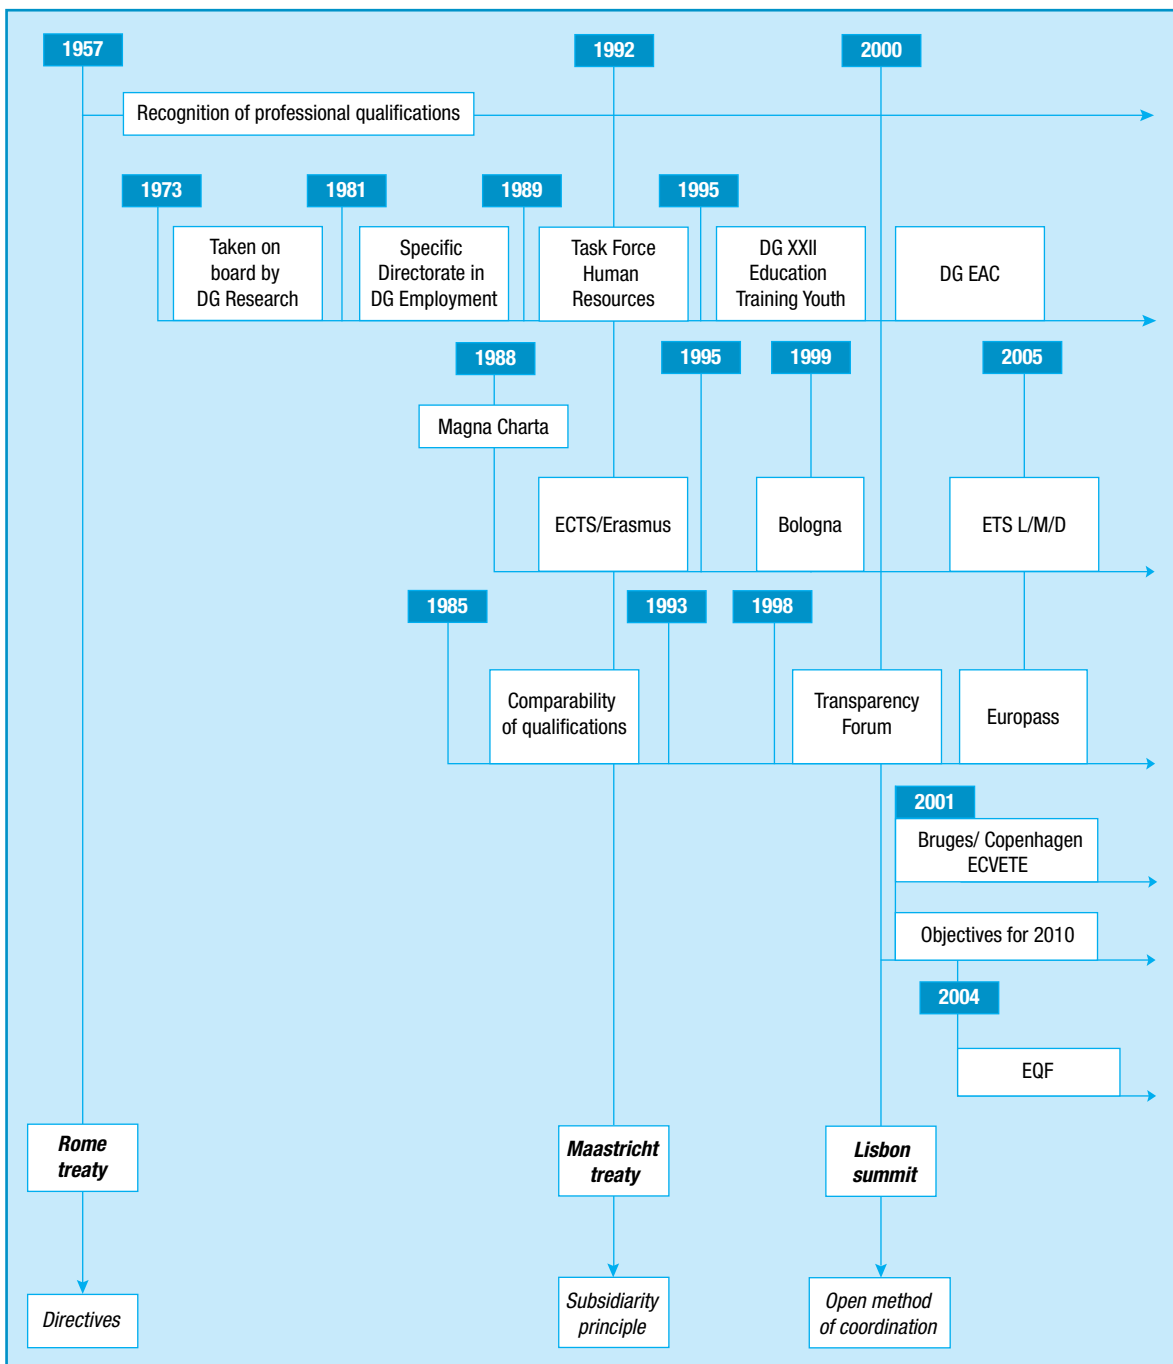 1957
1992
2000
Recognition of professional qualifications
1973
1981
1989
1995
Taken on
board by
DG Research
Specific
Directorate in
DG Employment
Task Force
Human
Resources
DG XXII
Education
Training Youth
DG EAC
1988
1995
1999
2005
Magna Charta
ECTS/Erasmus
Bologna
ETS L/M/D
1985
1993
1998
Comparability
of qualifications
Transparency
Forum
Europass
2001
Bruges/ Copenhagen
ECVETE
Objectives for 2010
2004
EQF
Rome
treaty
Maastricht
treaty
Lisbon
summit
Directives
Subsidiarity
principle
Open method
of coordination